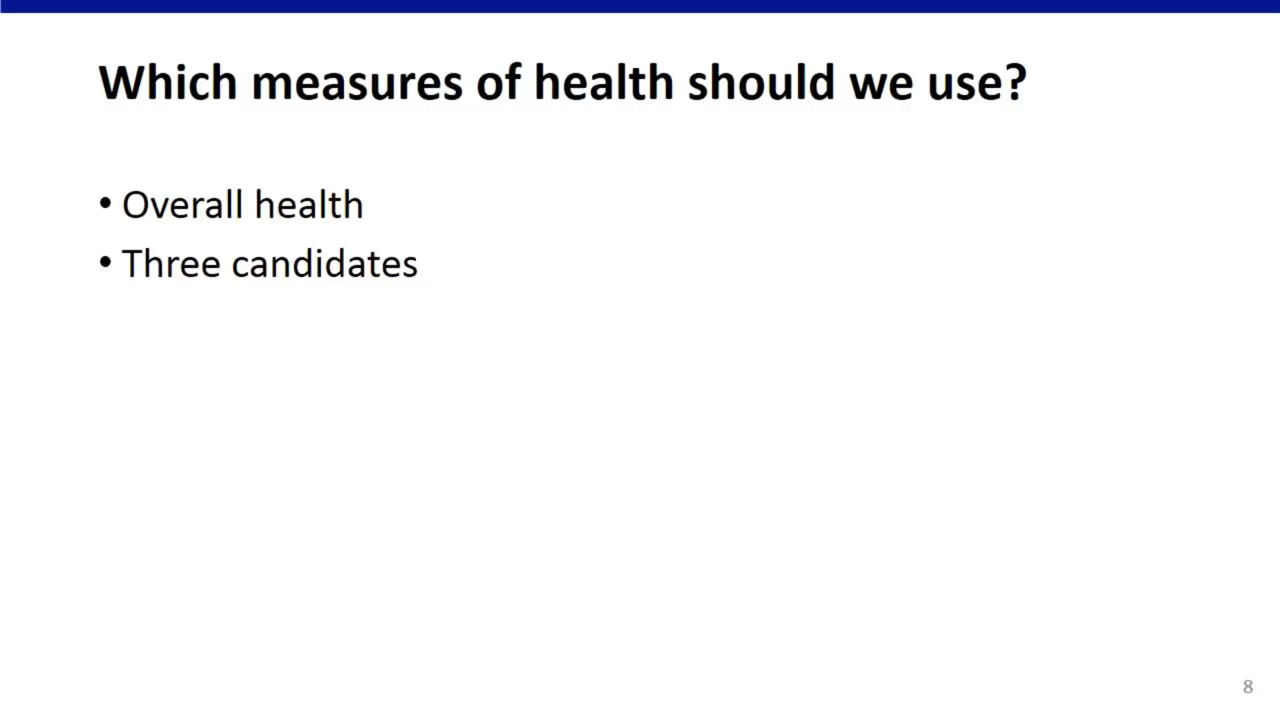 Which measures of health should we use?
• Overall health
• Three candidates
8